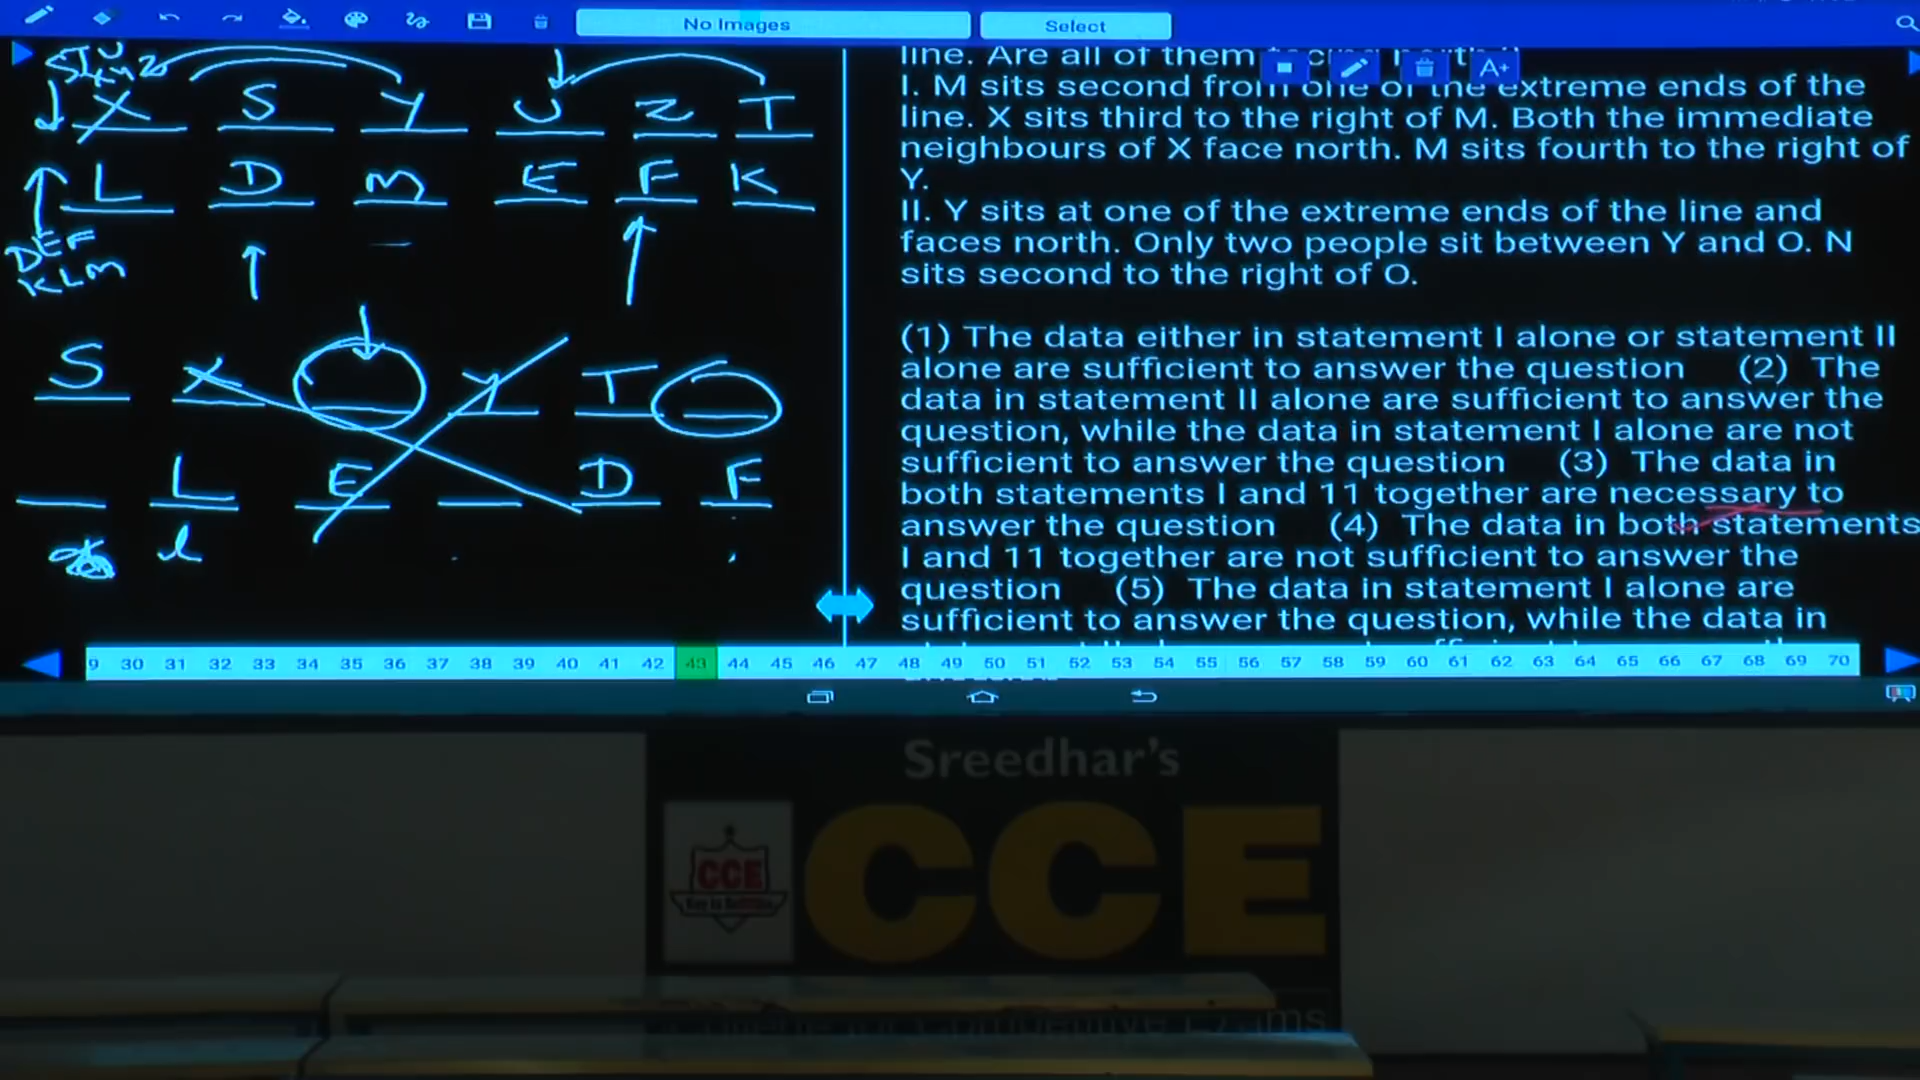 No Images
Select
S T U
X Y Z
X S Y U Z T
L D M E F K
DEF
KLM
S X Y T
L E D F
line. Are all of them
A+
I. M sits second from one of the extreme ends of the
line. X sits third to the right of M. Both the immediate
neighbours of X face north. M sits fourth to the right of
Y.
II. Y sits at one of the extreme ends of the line and
faces north. Only two people sit between Y and O. N
sits second to the right of O.
(1) The data either in statement I alone or statement II
alone are sufficient to answer the question (2) The
data in statement II alone are sufficient to answer the
question, while the data in statement I alone are not
sufficient to answer the question (3) The data in
both statements I and 11 together are necessary to
answer the question (4) The data in both statements
I and 11 together are not sufficient to answer the
question (5) The data in statement I alone are
sufficient to answer the question, while the data in
9 30 31 32 33 34 35 36 37 38 39 40 41 42 43 44 45 46 47 48 49 50 51 52 53 54 55 56 57 58 59 60 61 62 63 64 65 66 67 68 69 70
Sreedhar's
CCE
CCE